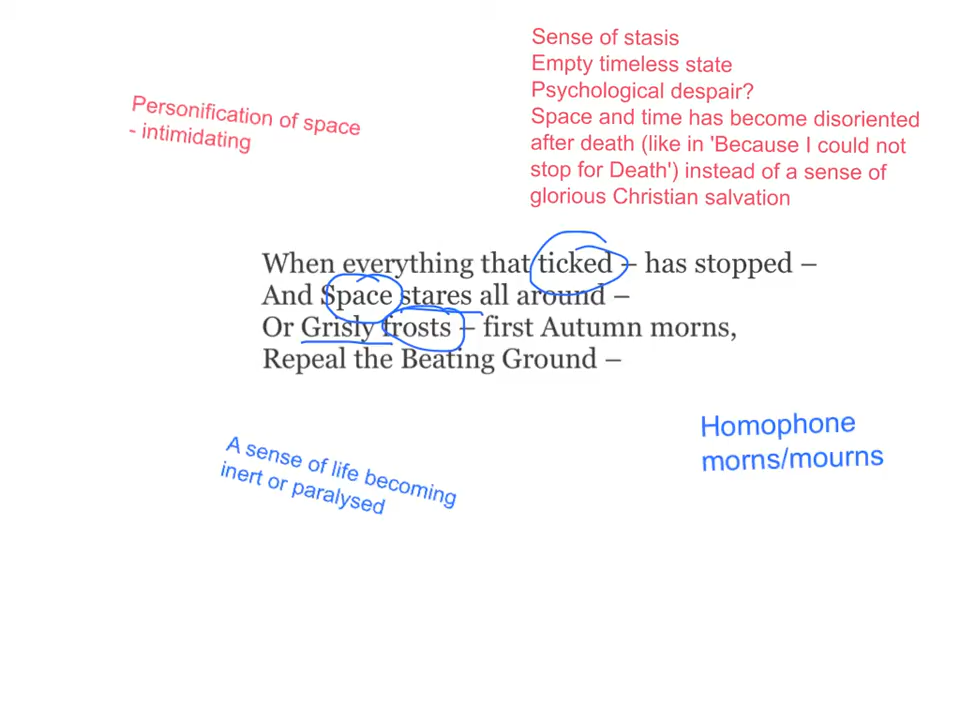 Sense of stasis
Empty timeless state
Psychological despair?
Space and time has become disoriented
after death (like in 'Because I could not
stop for Death') instead of a sense of
glorious Christian salvation
Personification of space
- intimidating
When everything that ticked – has stopped –
And Space stares all around –
Or Grisly frosts – first Autumn morns,
Repeal the Beating Ground –
A sense of life becoming
inert or paralysed
Homophone
morns/mourns